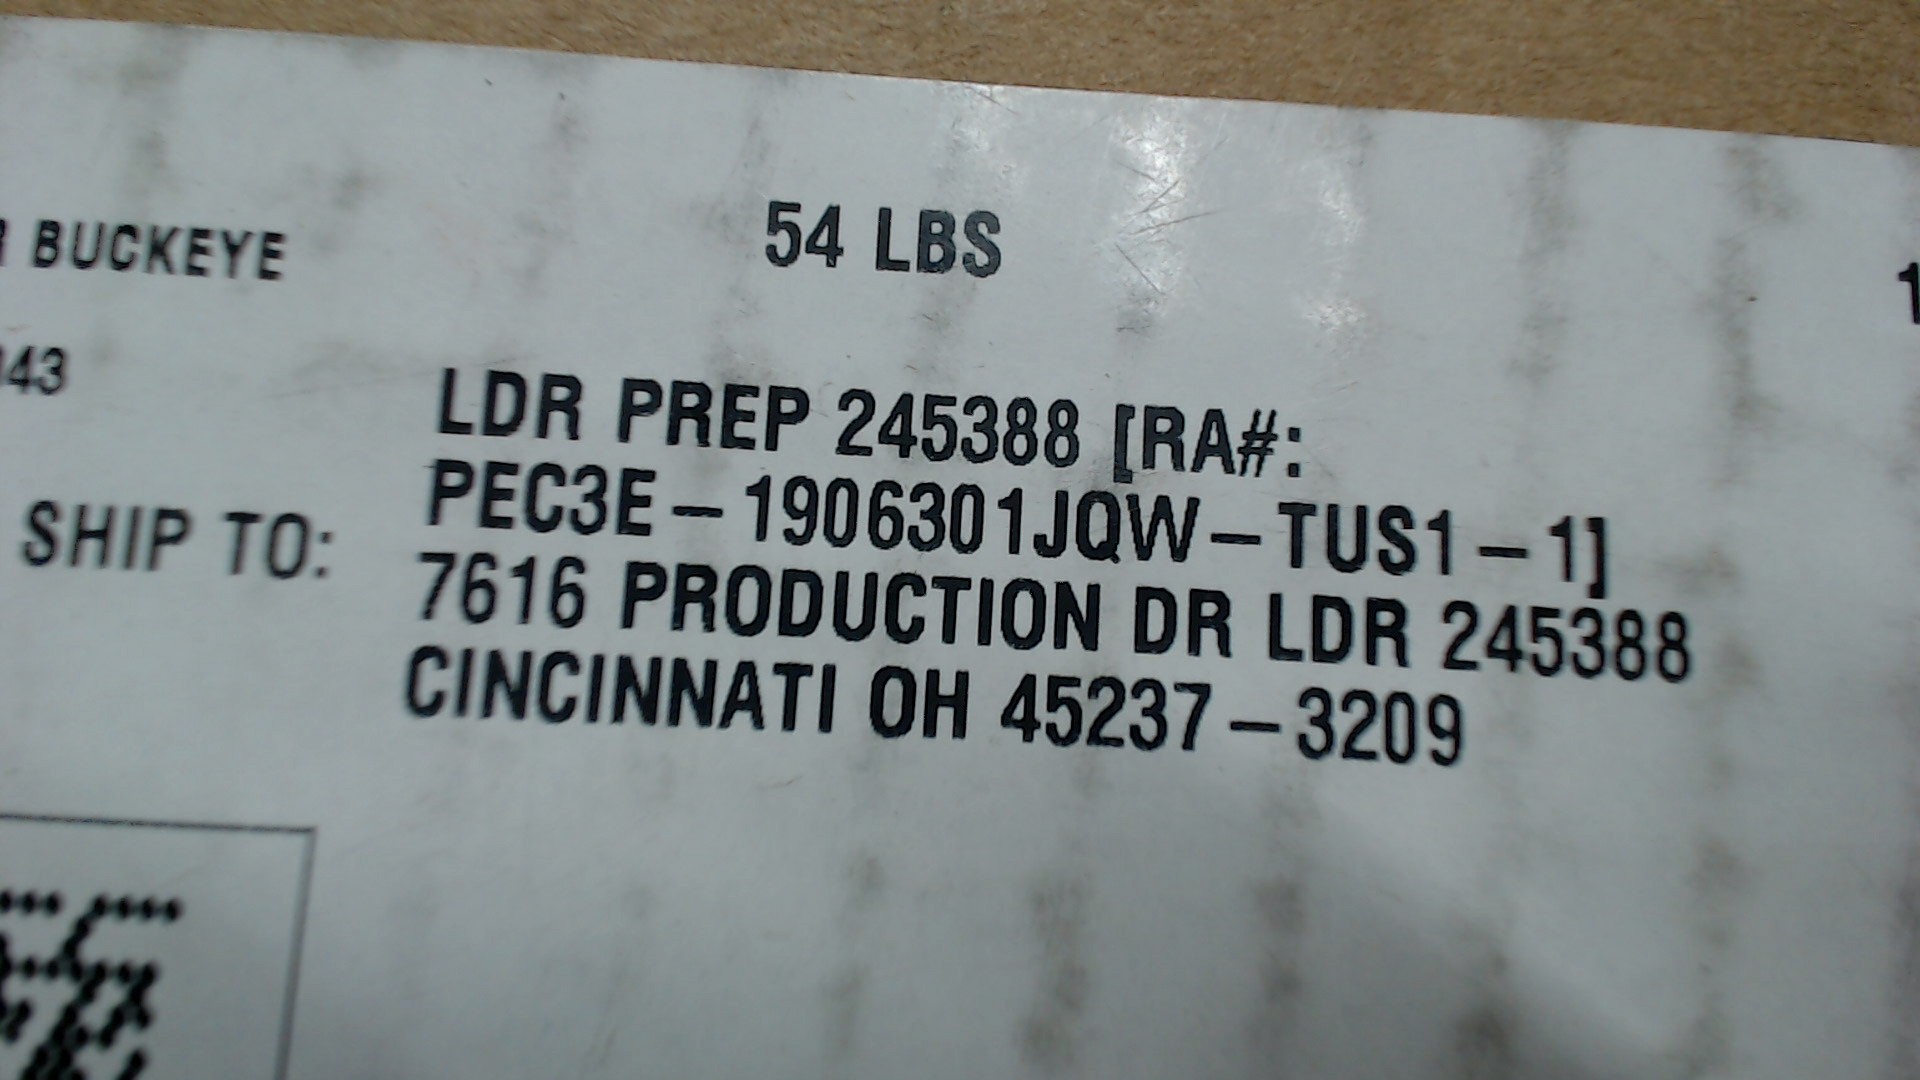 BUCKEYE
54 LBS
LDR PREP 245388 [RA#:
PEC3E-1906301JQW-TUS1-1]
SHIP TO:
7616 PRODUCTION DR LDR 245388
CINCINNATI OH 45237-3209